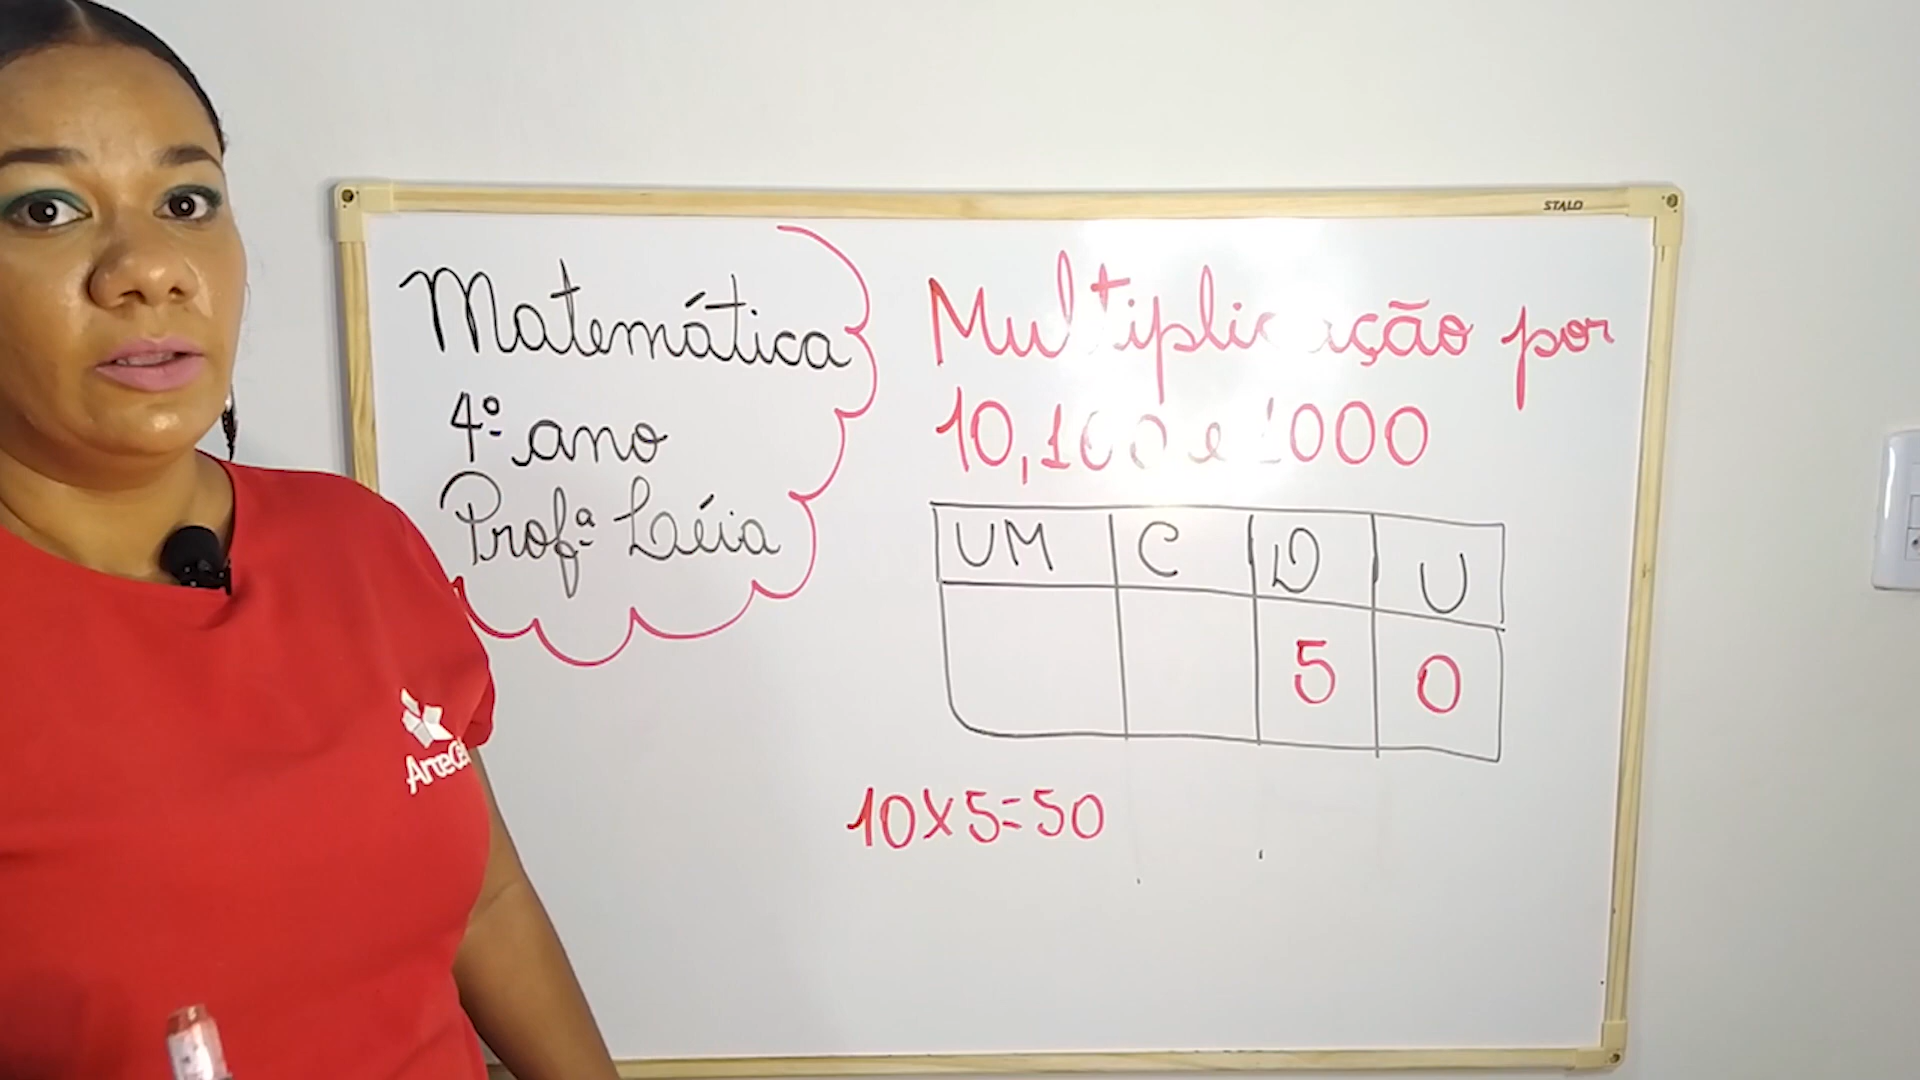 STALO
Matemática
4º ano
Profª Léia
Multiplicação por
10, 100 e 1000
UM C D U
5 0
10X5=50